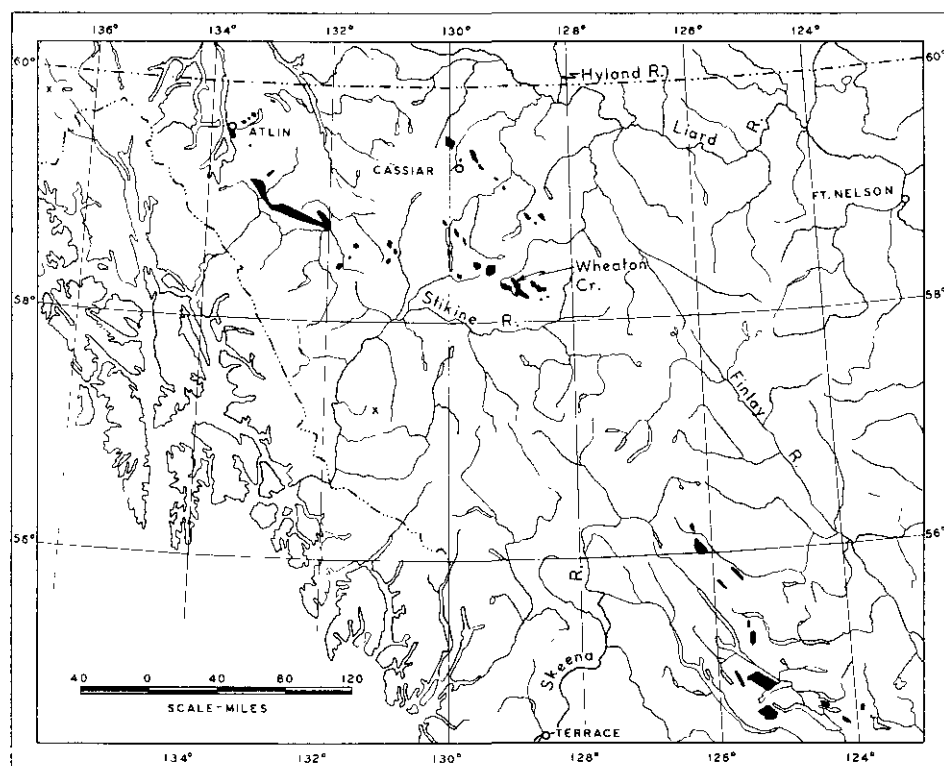 136° 134° 132° 130° 128° 126° 124°
60° 60°
Hyland R.
ATLIN
Liard R.
CASSIAR
FT. NELSON
Wheaton
Cr.
58° 58°
Stikine R.
Finlay R.
x
x
56° 56°
R.
Skeena
40 0 40 80 120
SCALE-MILES
TERRACE
134° 132° 130° 128° 126° 124°